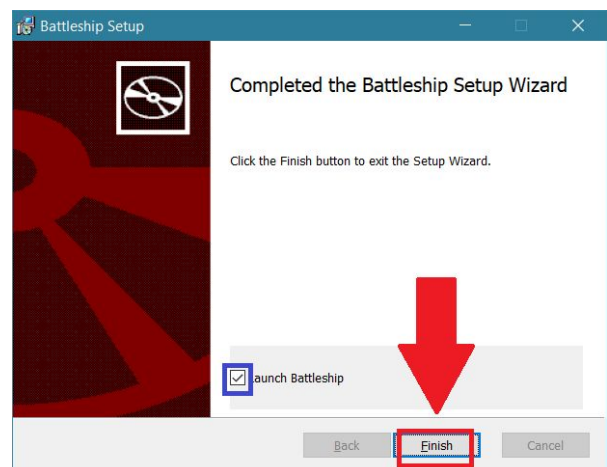 Battleship Setup
Completed the Battleship Setup Wizard
Click the Finish button to exit the Setup Wizard.
Launch Battleship
Back Finish Cancel